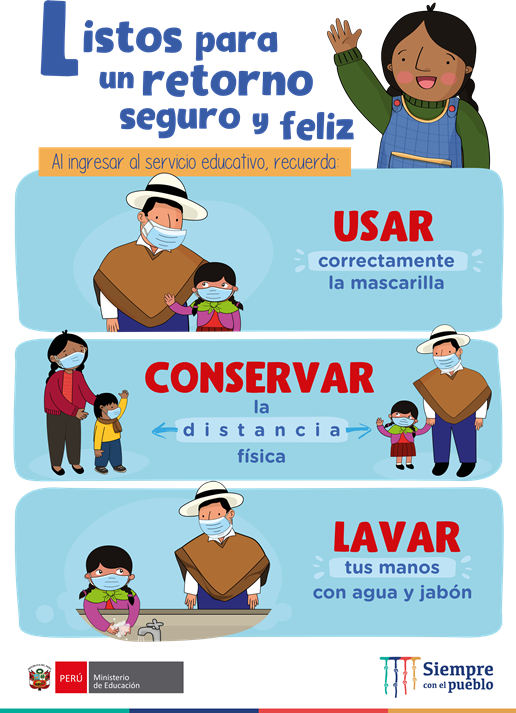 Listos para
un retorno
seguro y feliz
Al ingresar al servicio educativo, recuerda:
USAR
correctamente
la mascarilla
CONSERVAR
la
distancia
física
LAVAR
tus manos
con agua y jabón
PERÚ
Ministerio
de Educación
Siempre
con el pueblo